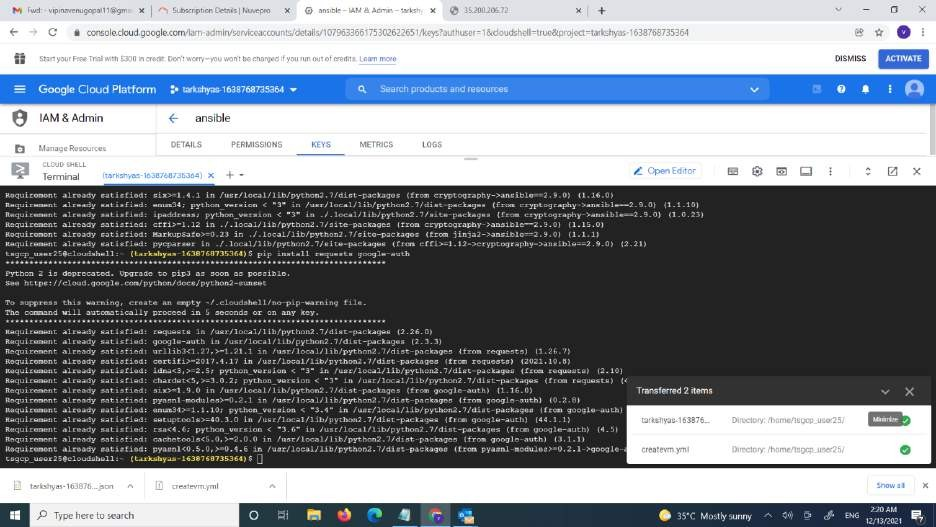 Fwd: - vipinavenugopal11@gm
Subscription Details | Nuvepro
ansible – IAM & Admin – tarksh
35.200.206.72
console.cloud.google.com/iam-admin/serviceaccounts/details/107963366175302622651/keys?authuser=1&cloudshell=true&project=tarkshyas-1638768735364
Start your Free Trial with $300 in credit. Don't worry—you won't be charged if you run out of credits. Learn more
DISMISS
ACTIVATE
Google Cloud Platform
tarkshyas-1638768735364
Search products and resources
IAM & Admin
ansible
Manage Resources
DETAILS PERMISSIONS KEYS METRICS LOGS
CLOUD SHELL
Terminal
(tarkshyas-1638768735364)
Open Editor
Requirement already satisfied: six>=1.4.1 in /usr/local/lib/python2.7/dist-packages (from cryptography->ansible==2.9.0) (1.16.0)
Requirement already satisfied: enum34; python_version < "3" in /usr/local/lib/python2.7/dist-packages (from cryptography->ansible==2.9.0) (1.1.10)
Requirement already satisfied: ipaddress; python_version < "3" in ./.local/lib/python2.7/site-packages (from cryptography->ansible==2.9.0) (1.0.23)
Requirement already satisfied: cffi>=1.12 in ./.local/lib/python2.7/site-packages (from cryptography->ansible==2.9.0) (1.15.0)
Requirement already satisfied: MarkupSafe>=0.23 in ./.local/lib/python2.7/site-packages (from jinja2->ansible==2.9.0) (1.1.1)
Requirement already satisfied: pycparser in ./.local/lib/python2.7/site-packages (from cffi>=1.12->cryptography->ansible==2.9.0) (2.21)
tsgcp_user25@cloudshell:~ (tarkshyas-1638768735364)$ pip install requests google-auth
********************************************************************************
Python 2 is deprecated. Upgrade to pip3 as soon as possible.
See https://cloud.google.com/python/docs/python2-sunset
To suppress this warning, create an empty ~/.cloudshell/no-pip-warning file.
The command will automatically proceed in 5 seconds or on any key.
********************************************************************************
Requirement already satisfied: requests in /usr/local/lib/python2.7/dist-packages (2.26.0)
Requirement already satisfied: google-auth in /usr/local/lib/python2.7/dist-packages (2.3.3)
Requirement already satisfied: urllib3<1.27,>=1.21.1 in /usr/local/lib/python2.7/dist-packages (from requests) (1.26.7)
Requirement already satisfied: certifi>=2017.4.17 in /usr/local/lib/python2.7/dist-packages (from requests) (2021.10.8)
Requirement already satisfied: idna<3,>=2.5; python_version < "3" in /usr/local/lib/python2.7/dist-packages (from requests) (2.10)
Requirement already satisfied: chardet<5,>=3.0.2; python_version < "3" in /usr/local/lib/python2.7/dist-packages (from requests) (
Requirement already satisfied: six>=1.9.0 in /usr/local/lib/python2.7/dist-packages (from google-auth) (1.16.0)
Requirement already satisfied: pyasn1-modules>=0.2.1 in /usr/local/lib/python2.7/dist-packages (from google-auth) (0.2.8)
Requirement already satisfied: enum34>=1.1.10; python_version < "3.4" in /usr/local/lib/python2.7/dist-packages (from google-auth)
Requirement already satisfied: setuptools>=40.3.0 in /usr/local/lib/python2.7/dist-packages (from google-auth) (44.1.1)
Requirement already satisfied: rsa<4.6; python_version < "3.6" in /usr/local/lib/python2.7/dist-packages (from google-auth) (4.5)
Requirement already satisfied: cachetools<5.0,>=2.0.0 in /usr/local/lib/python2.7/dist-packages (from google-auth) (3.1.1)
Requirement already satisfied: pyasn1<0.5.0,>=0.4.6 in /usr/local/lib/python2.7/dist-packages (from pyasn1-modules>=0.2.1->google-a
tsgcp_user25@cloudshell:~ (tarkshyas-1638768735364)$
Transferred 2 items
tarkshyas-163876... Directory: /home/tsgcp_user25/ Minimize
createvm.yml Directory: /home/tsgcp_user25/
tarkshyas-163876....json
createvm.yml
Show all
Type here to search
35°C Mostly sunny
ENG
2:20 AM
12/13/2021
7